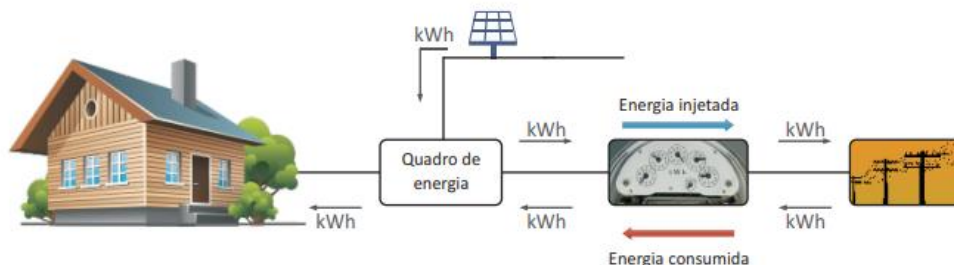 kWh
Energia injetada
kWh
kWh
Quadro de
energia
kWh
kWh
kWh
Energia consumida